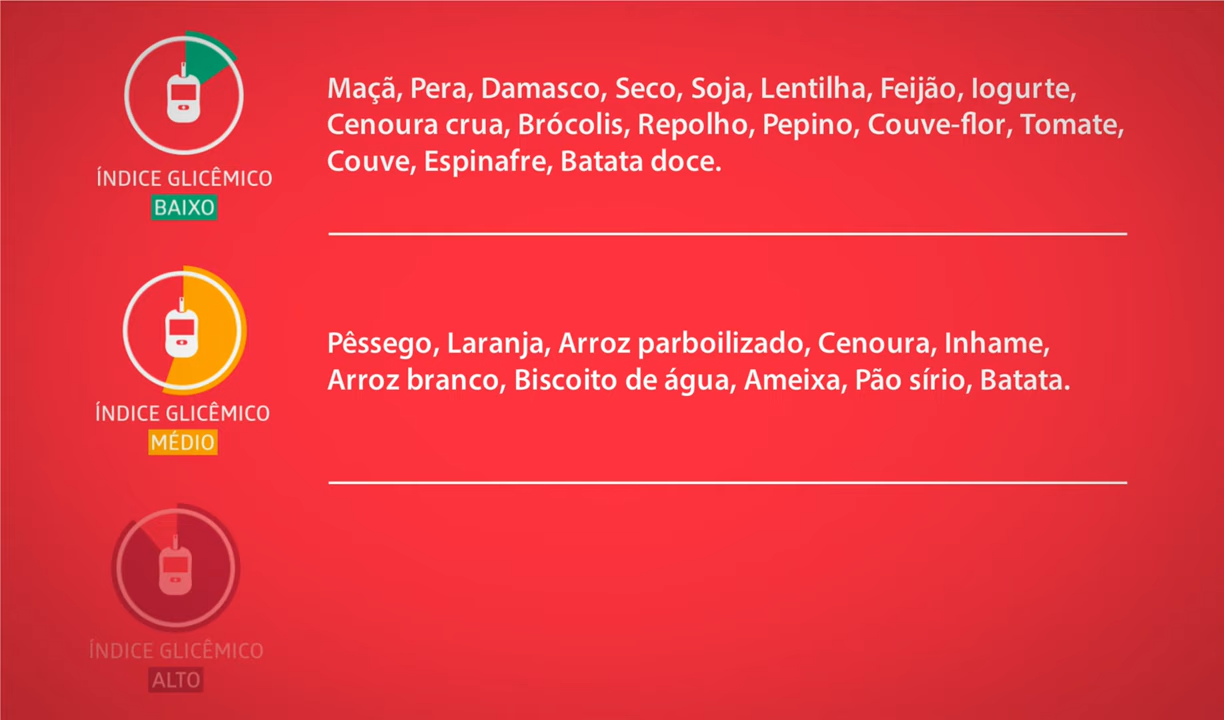 Maçã, Pera, Damasco, Seco, Soja, Lentilha, Feijão, Iogurte,
Cenoura crua, Brócolis, Repolho, Pepino, Couve-flor, Tomate,
Couve, Espinafre, Batata doce.
ÍNDICE GLICÊMICO
BAIXO
Pêssego, Laranja, Arroz parboilizado, Cenoura, Inhame,
Arroz branco, Biscoito de água, Ameixa, Pão sírio, Batata.
ÍNDICE GLICÊMICO
MÉDIO
ÍNDICE GLICÊMICO
ALTO